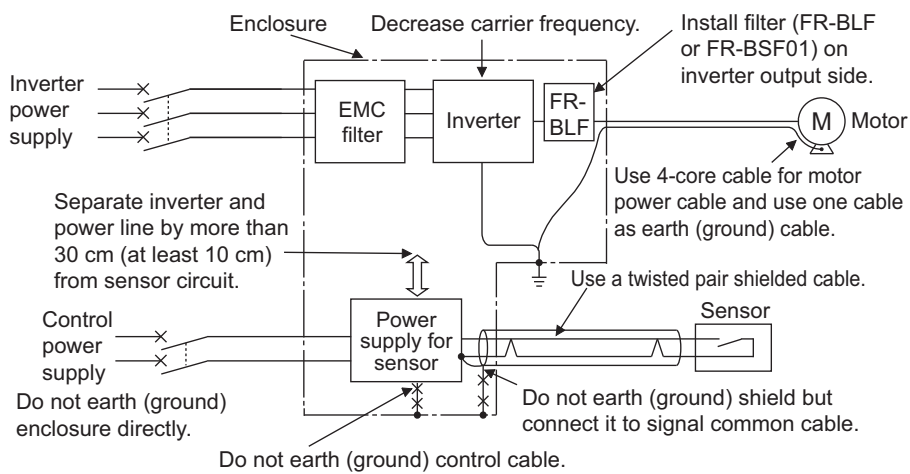 Enclosure
Decrease carrier frequency.
Install filter (FR-BLF
or FR-BSF01) on
inverter output side.
Inverter
power
supply
EMC
filter
Inverter
FR-
BLF
M
Motor
Use 4-core cable for motor
power cable and use one cable
as earth (ground) cable.
Separate inverter and
power line by more than
30 cm (at least 10 cm)
from sensor circuit.
Use a twisted pair shielded cable.
Control
power
supply
Power
supply for
sensor
Sensor
Do not earth (ground)
enclosure directly.
Do not earth (ground) shield but
connect it to signal common cable.
Do not earth (ground) control cable.